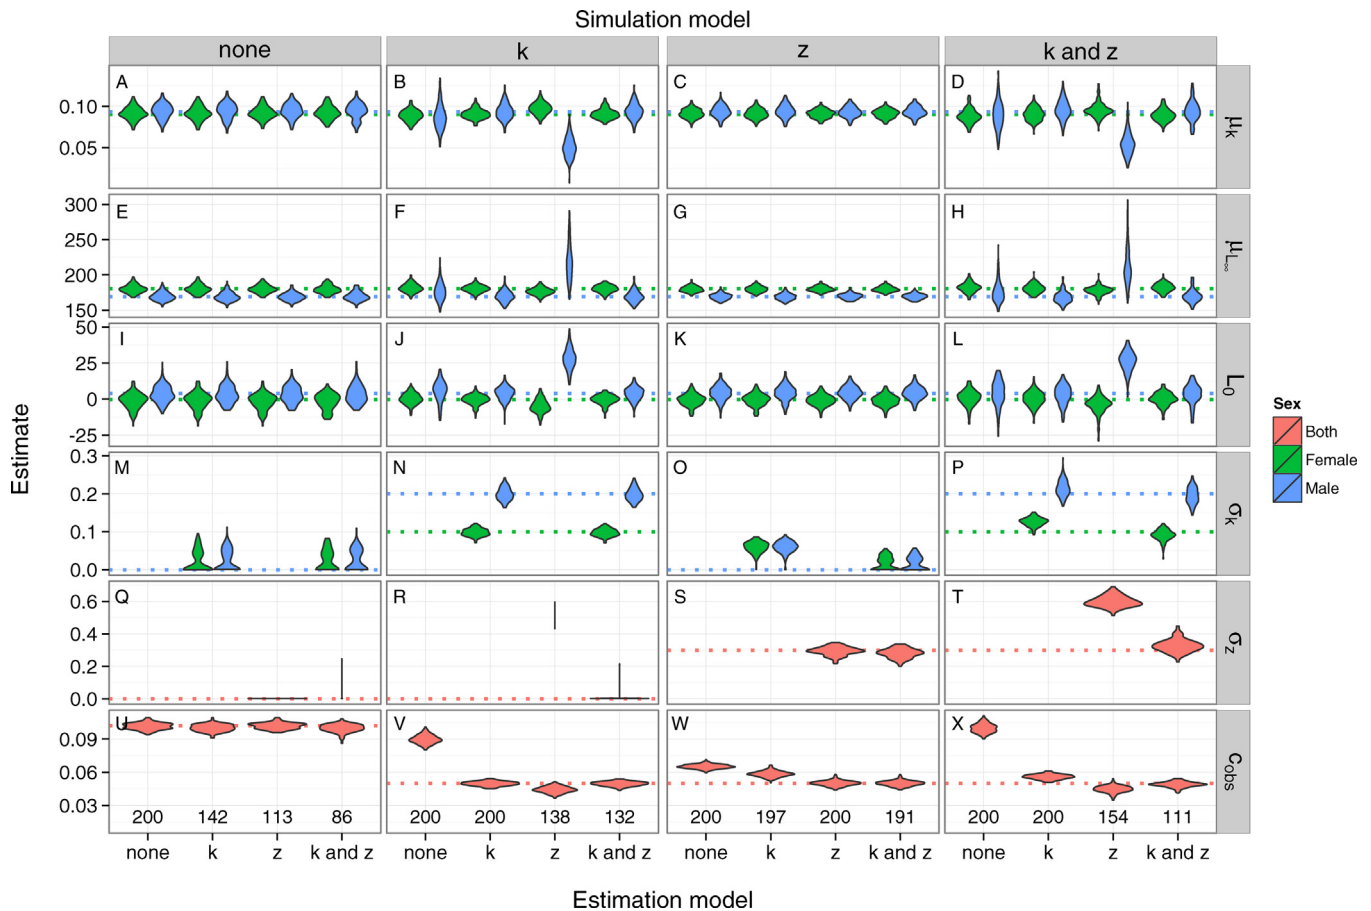 Simulation model
none k z k and z
A B C D
0.10
0.05
μk
E F G H
300
250
200
150
μL∞
I J K L
50
25
0
-25
L0
M N O P
0.3
0.2
0.1
0.0
σk
Q R S T
0.6
0.4
0.2
0.0
σz
U V W X
0.09
0.06
0.03
cobs
200 142 113 86 200 200 138 132 200 197 200 191 200 200 154 111
none k z k and z none k z k and z none k z k and z none k z k and z
Estimation model
Estimate
Sex
Both
Female
Male